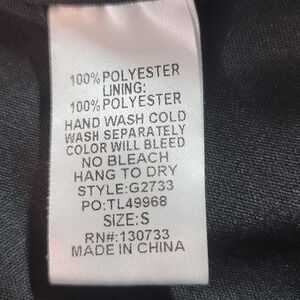 100% POLYESTER
LINING:
100% POLYESTER
HAND WASH COLD
WASH SEPARATELY
COLOR WILL BLEED
NO BLEACH
HANG TO DRY
STYLE:G2733
PO:TL49968
SIZE:S
RN#:130733
MADE IN CHINA